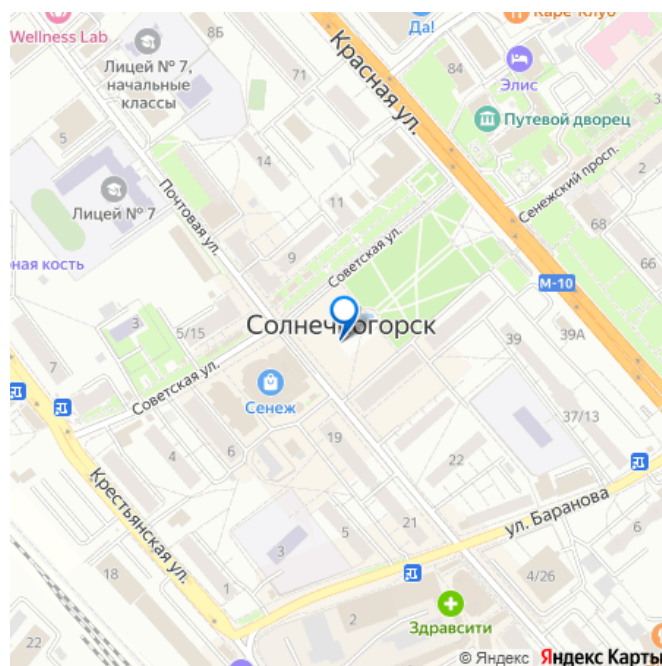 Wellness Lab
8Б
Да!
Каре-клуб
Лицей № 7,
начальные
классы
71
Красная ул.
84
Элис
Путевой дворец
5
14
Сенежский просп.
2
Лицей № 7
Почтовая ул.
11
68
9
Советская ул.
66
рная кость
М-10
3
5/15
Солнечногорск
39
39А
7
Советская ул.
Сенеж
37/13
4
6
19
22
Крестьянская ул.
21
ул. Баранова
5
6
3
18
1
4/26
2
Здравсити
22
© Яндекс Яндекс Карты